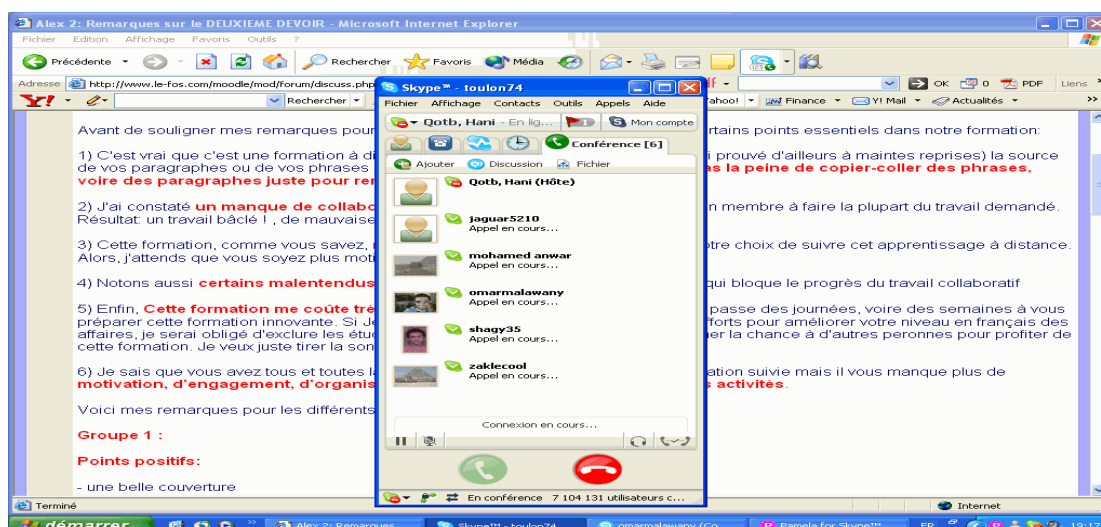 Alex 2: Remarques sur le DEUXIEME DEVOIR - Microsoft Internet Explorer
Fichier Edition Affichage Favoris Outils ?
Précédente Rechercher Favoris Média
Adresse http://www.le-fos.com/moodle/mod/forum/discuss.php OK 0 PDF Liens »
Y! Rechercher Yahoo! Finance Y! Mail Actualités »
Avant de souligner mes remarques pour
rtains points essentiels dans notre formation:
1) C'est vrai que c'est une formation à di
i prouvé d'ailleurs à maintes reprises) la source
de vos paragraphes ou de vos phrases
as la peine de copier-coller des phrases,
voire des paragraphes juste pour rer
2) J'ai constaté un manque de collabo
n membre à faire la plupart du travail demandé.
Résultat: un travail bâclé ! , de mauvaise
3) Cette formation, comme vous savez,
tre choix de suivre cet apprentissage à distance.
Alors, j'attends que vous soyez plus moti
4) Notons aussi certains malentendus
qui bloque le progrès du travail collaboratif
5) Enfin, Cette formation me coûte tré
passe des journées, voire des semaines à vous
préparer cette formation innovante. Si Je
fforts pour améliorer votre niveau en français des
affaires, je serai obligé d'exclure les étu
er la chance à d'autres peronnes pour profiter de
cette formation. Je veux juste tirer la son
6) Je sais que vous avez tous et toutes l
ation suivie mais il vous manque plus de
motivation, d'engagement, d'organis
s activités.
Voici mes remarques pour les différents
Groupe 1 :
Points positifs:
- une belle couverture
Skype™ - toulon74
Fichier Affichage Contacts Outils Appels Aide
Qotb, Hani - En lig... Mon compte
Conférence [6]
Ajouter Discussion Fichier
Qotb, Hani (Hôte)
jaguar5210
Appel en cours...
mohamed anwar
Appel en cours...
omarmalawany
Appel en cours...
shagy35
Appel en cours...
zaklecool
Appel en cours...
Connexion en cours...
En conférence 7 104 131 utilisateurs c...
Terminé Internet
démarrer » Alex 2: Remarques ... Skype™ - toulon74 omarmalawany (Co... Pamela for Skype™ FR 19:17